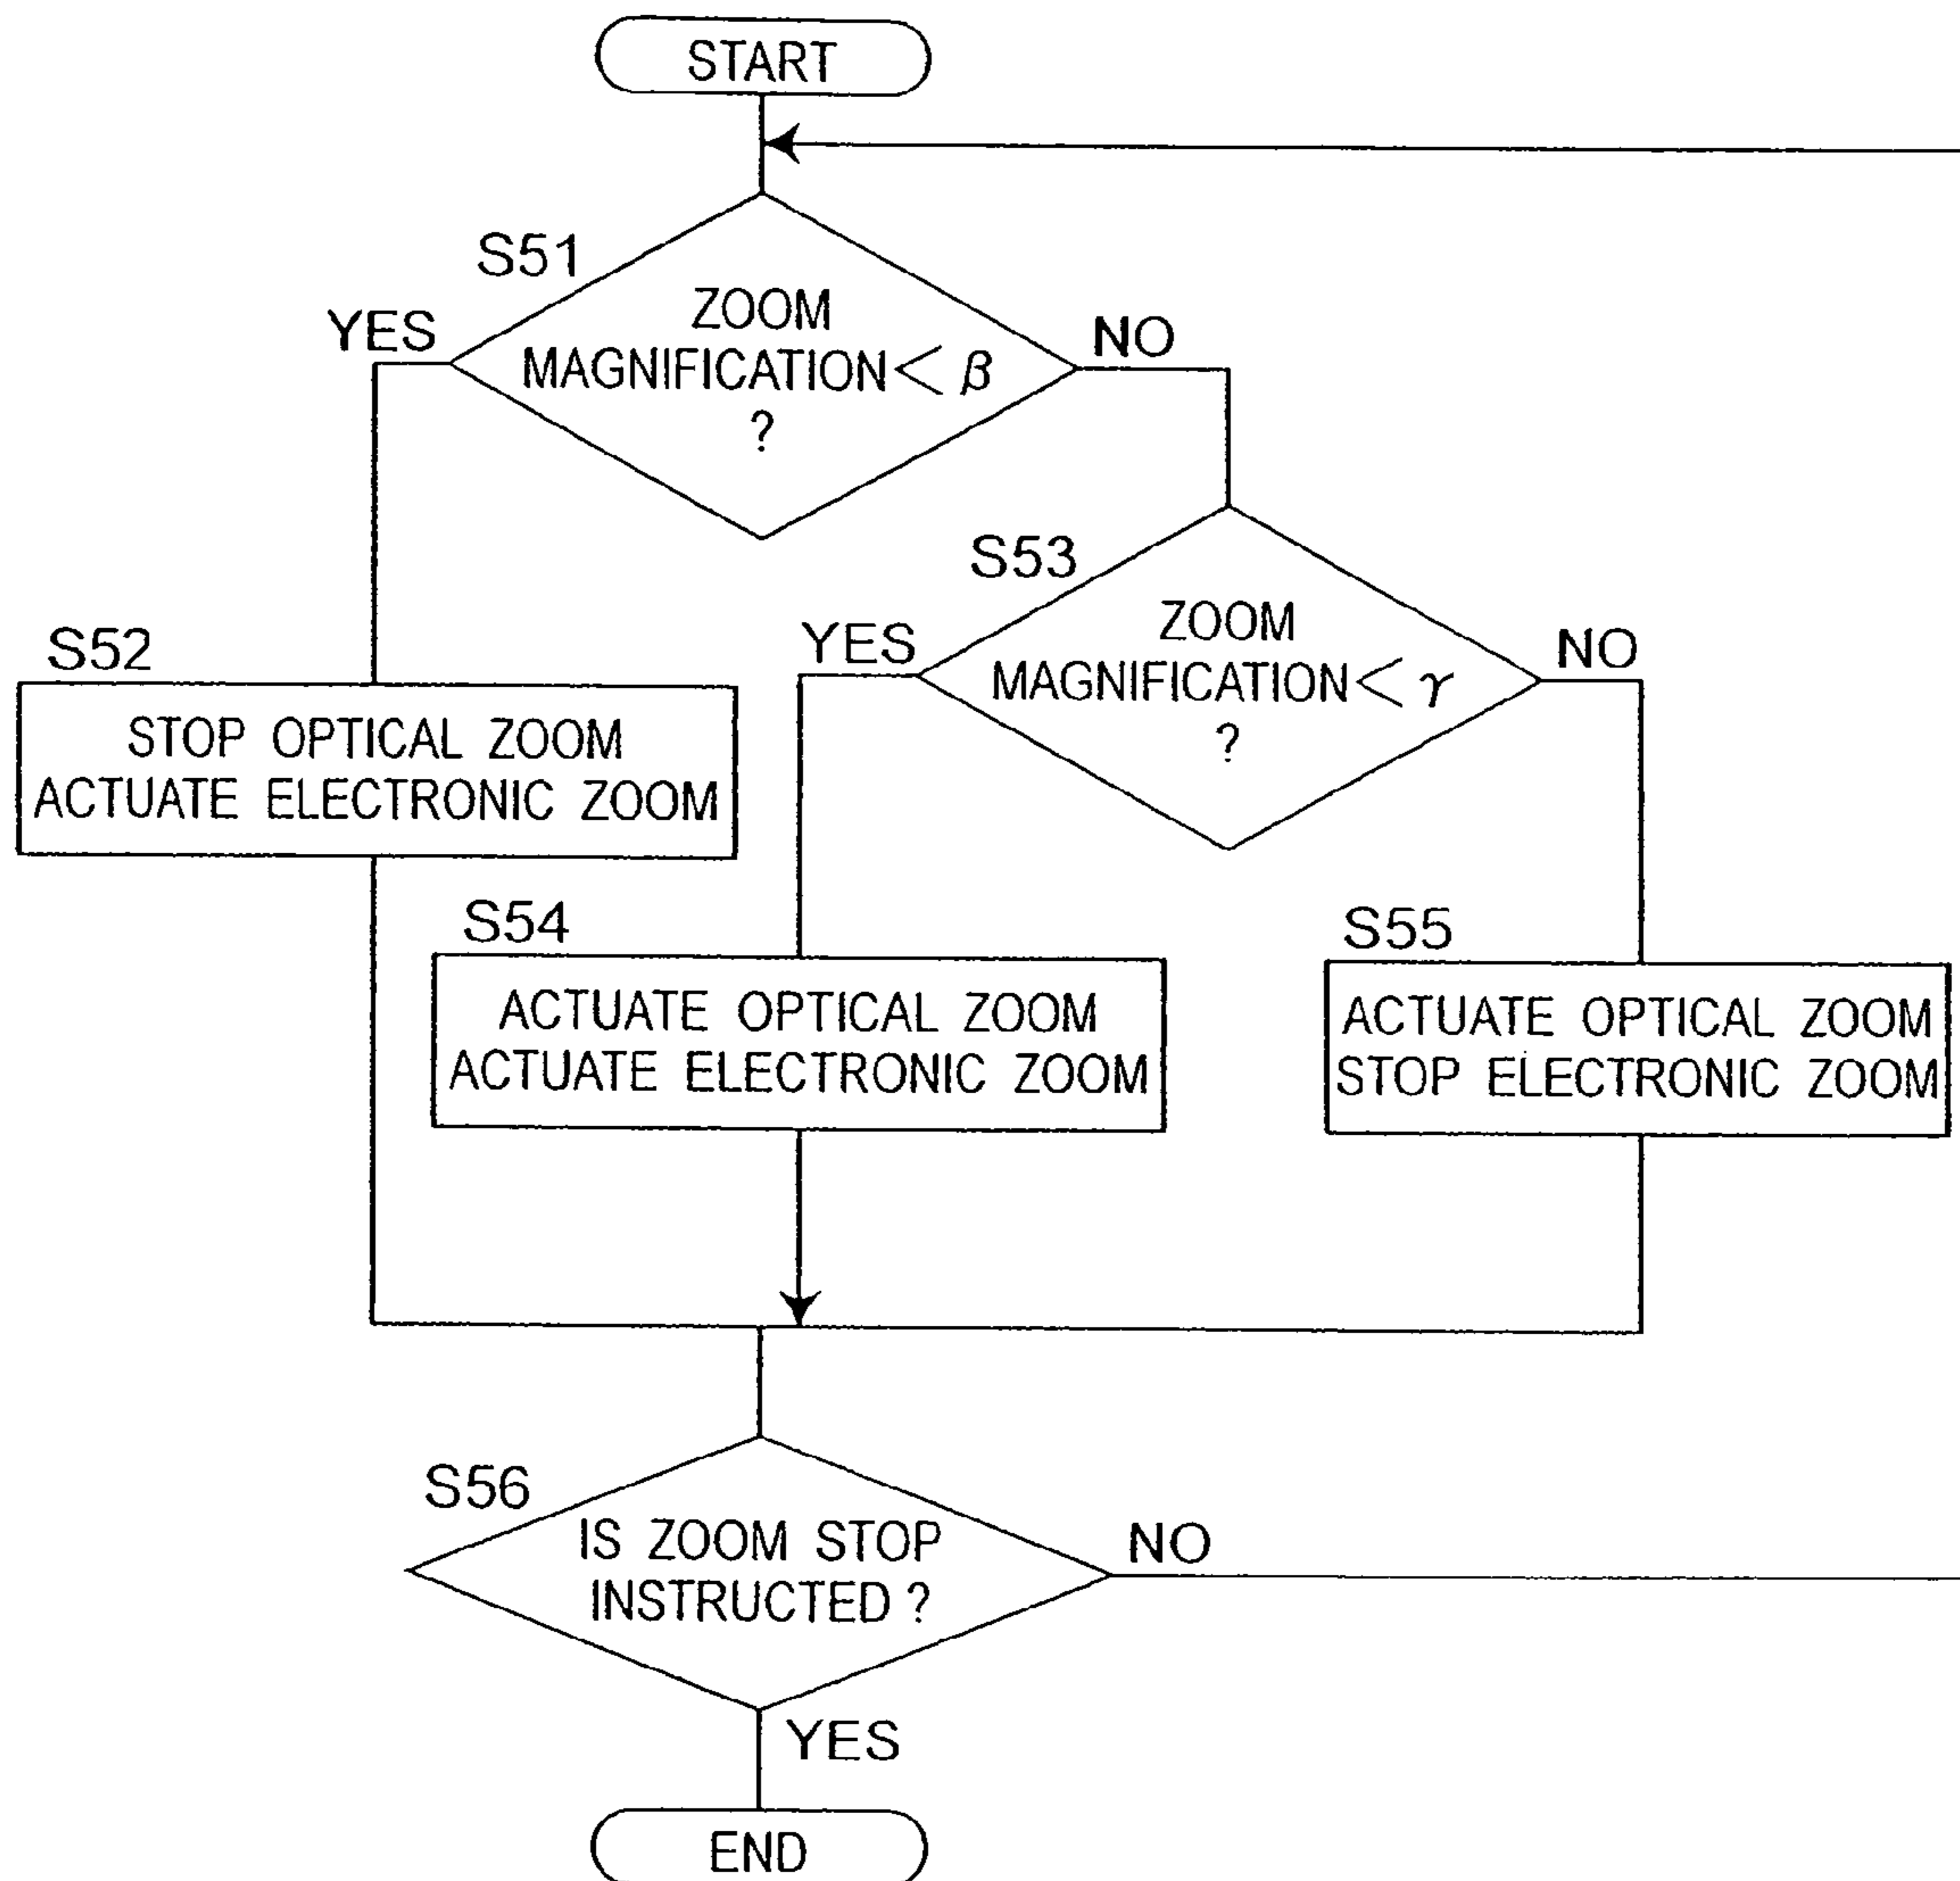 START
S51
YES
NO
ZOOM
MAGNIFICATION< β
?
S53
YES
NO
ZOOM
MAGNIFICATION< γ
?
S52
STOP OPTICAL ZOOM
ACTUATE ELECTRONIC ZOOM
S54
ACTUATE OPTICAL ZOOM
ACTUATE ELECTRONIC ZOOM
S55
ACTUATE OPTICAL ZOOM
STOP ELECTRONIC ZOOM
S56
IS ZOOM STOP
INSTRUCTED ?
NO
YES
END